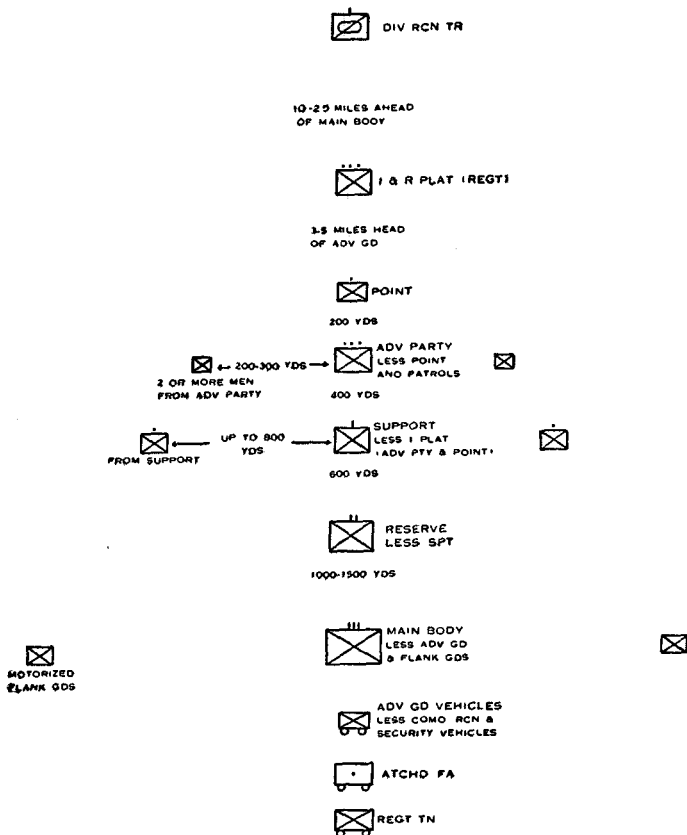 DIV RCN TR
10-25 MILES AHEAD
OF MAIN BODY
I & R PLAT (REGT)
3-5 MILES HEAD
OF ADV GD
POINT
200 YDS
ADV PARTY
LESS POINT
AND PATROLS
200-300 YDS
2 OR MORE MEN
FROM ADV PARTY
400 YDS
SUPPORT
LESS 1 PLAT
(ADV PTY & POINT)
UP TO 800
YDS
FROM SUPPORT
600 YDS
RESERVE
LESS SPT
1000-1500 YDS
MAIN BODY
LESS ADV GD
& FLANK GDS
MOTORIZED
FLANK GDS
ADV GD VEHICLES
LESS COMD RCN &
SECURITY VEHICLES
ATCHD FA
REGT TN